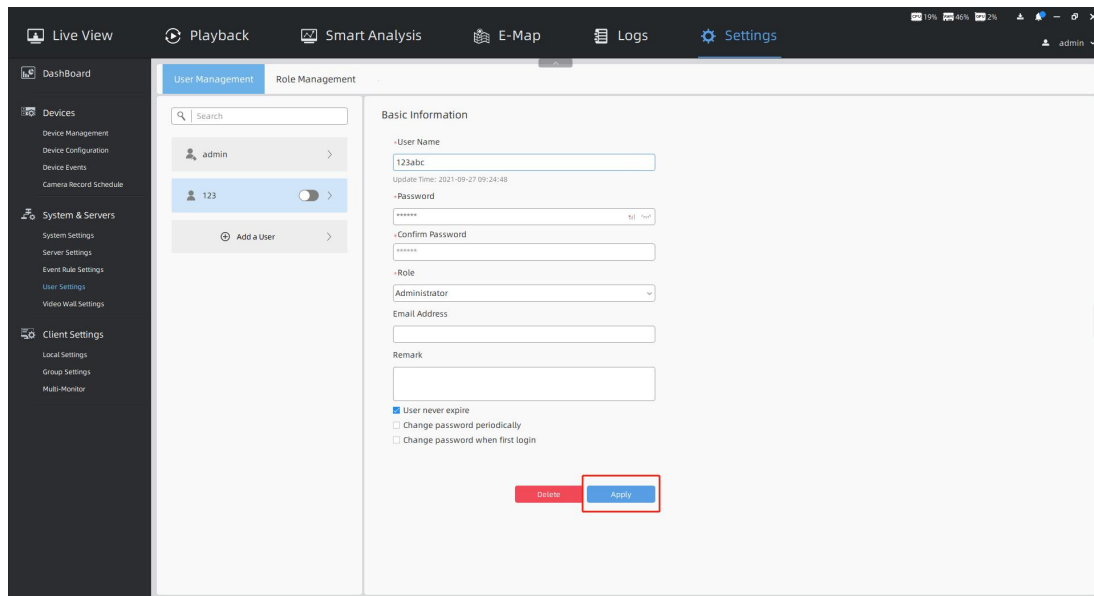 CPU 19% RAM 46% GPU 2%
Live View Playback Smart Analysis E-Map Logs Settings
admin
DashBoard
Devices
Device Management
Device Configuration
Device Events
Camera Record Schedule
System & Servers
System Settings
Server Settings
Event Rule Settings
User Settings
Video Wall Settings
Client Settings
Local Settings
Group Settings
Multi-Monitor
User Management Role Management
Search
admin
123
Add a User
Basic Information
*User Name
123abc
Update Time: 2021-09-27 09:24:48
*Password
******
*Confirm Password
******
*Role
Administrator
Email Address
Remark
User never expire
Change password periodically
Change password when first login
Delete Apply